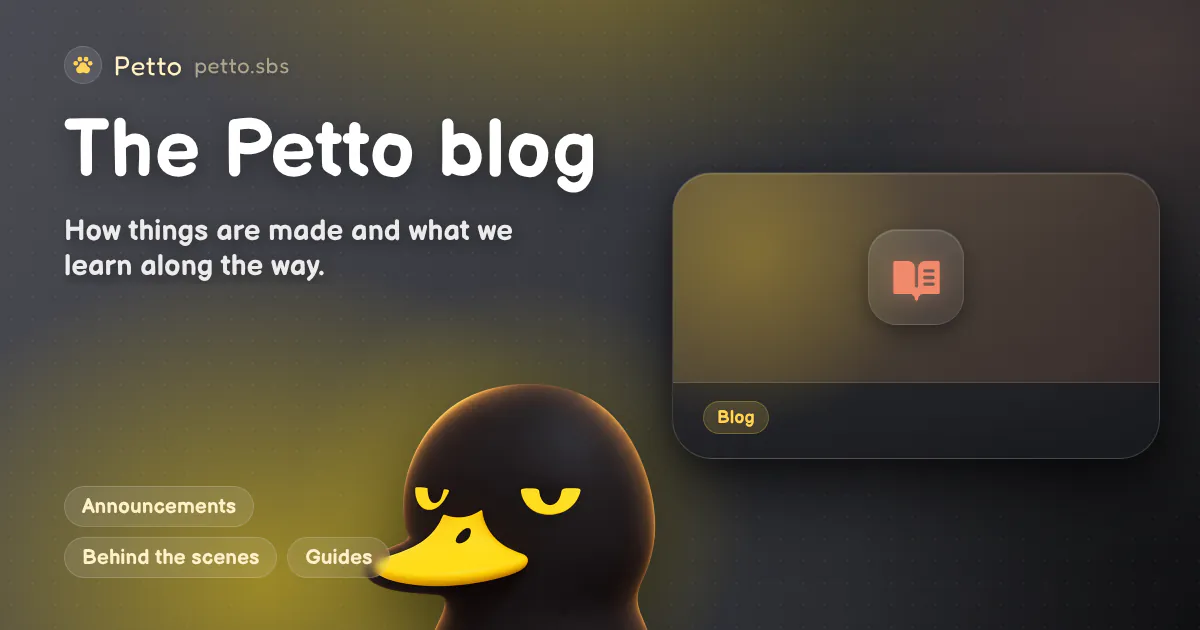 Petto petto.sbs
The Petto blog
How things are made and what we
learn along the way.
Blog
Announcements
Behind the scenes Guides